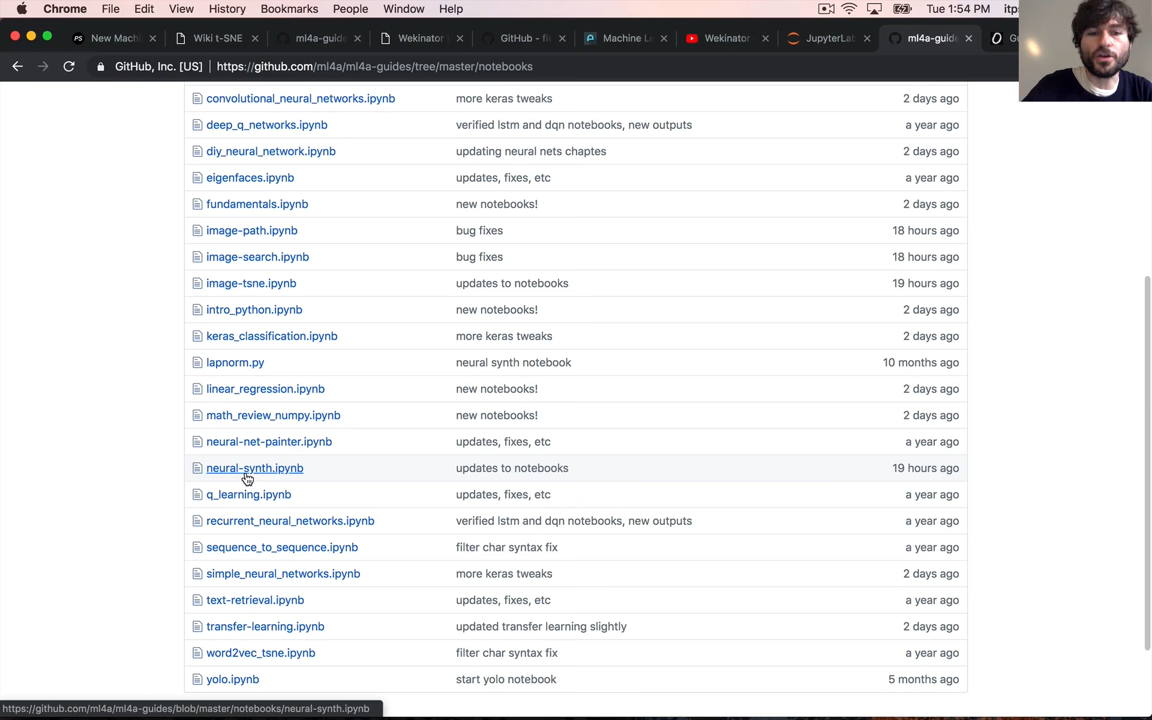 Chrome File Edit View History Bookmarks People Window Help Tue 1:54 PM itp
New Machi Wiki t-SNE ml4a-guide Wekinator GitHub - fi Machine Le Wekinator JupyterLab ml4a-guide Gu
GitHub, Inc. [US] | https://github.com/ml4a/ml4a-guides/tree/master/notebooks
convolutional_neural_networks.ipynb more keras tweaks 2 days ago
deep_q_networks.ipynb verified lstm and dqn notebooks, new outputs a year ago
diy_neural_network.ipynb updating neural nets chaptes 2 days ago
eigenfaces.ipynb updates, fixes, etc a year ago
fundamentals.ipynb new notebooks! 2 days ago
image-path.ipynb bug fixes 18 hours ago
image-search.ipynb bug fixes 18 hours ago
image-tsne.ipynb updates to notebooks 19 hours ago
intro_python.ipynb new notebooks! 2 days ago
keras_classification.ipynb more keras tweaks 2 days ago
lapnorm.py neural synth notebook 10 months ago
linear_regression.ipynb new notebooks! 2 days ago
math_review_numpy.ipynb new notebooks! 2 days ago
neural-net-painter.ipynb updates, fixes, etc a year ago
neural-synth.ipynb updates to notebooks 19 hours ago
q_learning.ipynb updates, fixes, etc a year ago
recurrent_neural_networks.ipynb verified lstm and dqn notebooks, new outputs a year ago
sequence_to_sequence.ipynb filter char syntax fix a year ago
simple_neural_networks.ipynb more keras tweaks 2 days ago
text-retrieval.ipynb updates, fixes, etc a year ago
transfer-learning.ipynb updated transfer learning slightly 2 days ago
word2vec_tsne.ipynb filter char syntax fix a year ago
yolo.ipynb start yolo notebook 5 months ago
https://github.com/ml4a/ml4a-guides/blob/master/notebooks/neural-synth.ipynb